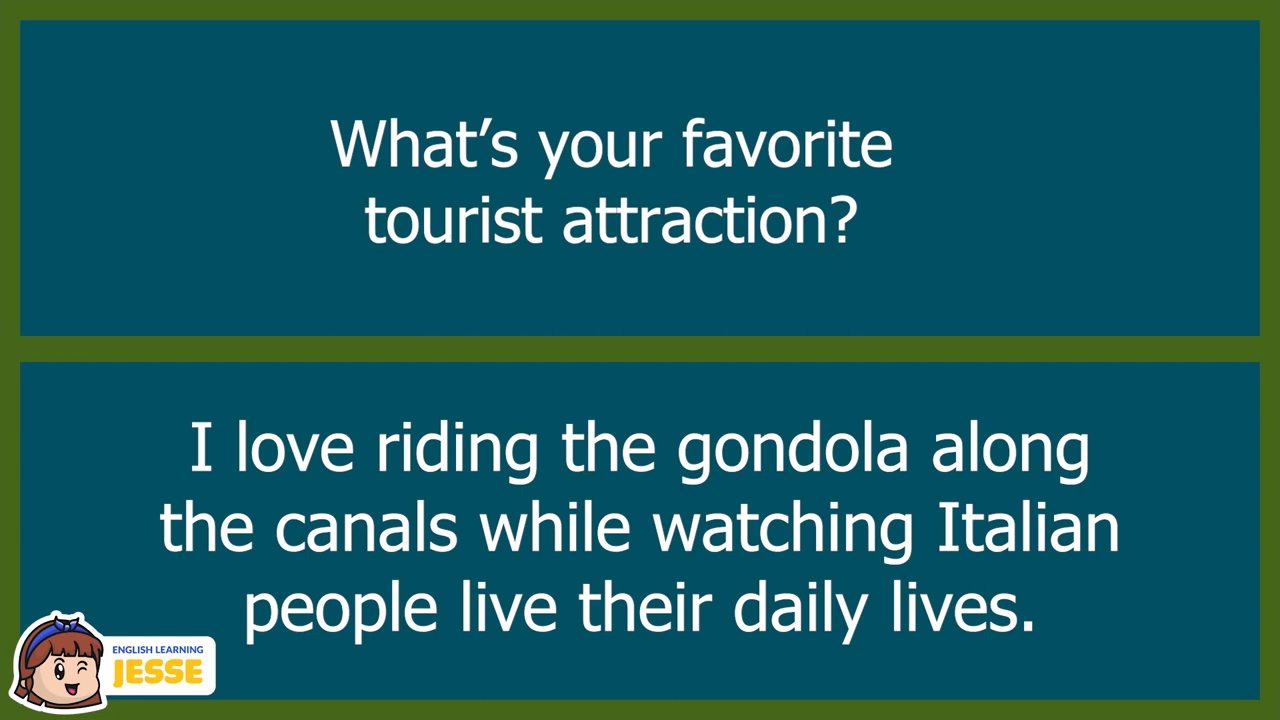 What’s your favorite
tourist attraction?
I love riding the gondola along
the canals while watching Italian
people live their daily lives.
ENGLISH LEARNING
JESSE